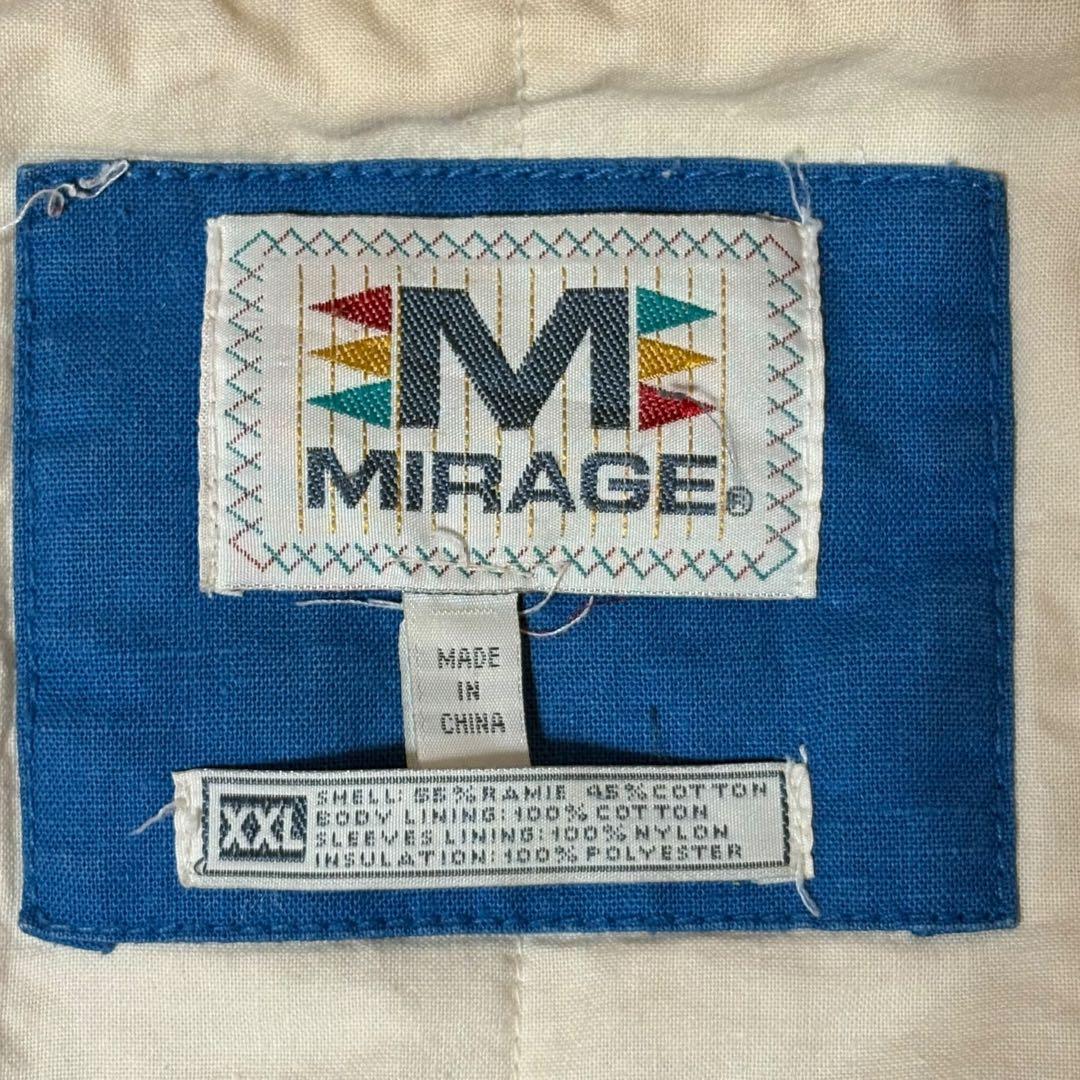 M
MIRAGE®
MADE
IN
CHINA
XXL
SHELL: 55% RAMIE 45% COTTON
BODY LINING: 100% COTTON
SLEEVES LINING: 100% NYLON
INSULATION: 100% POLYESTER